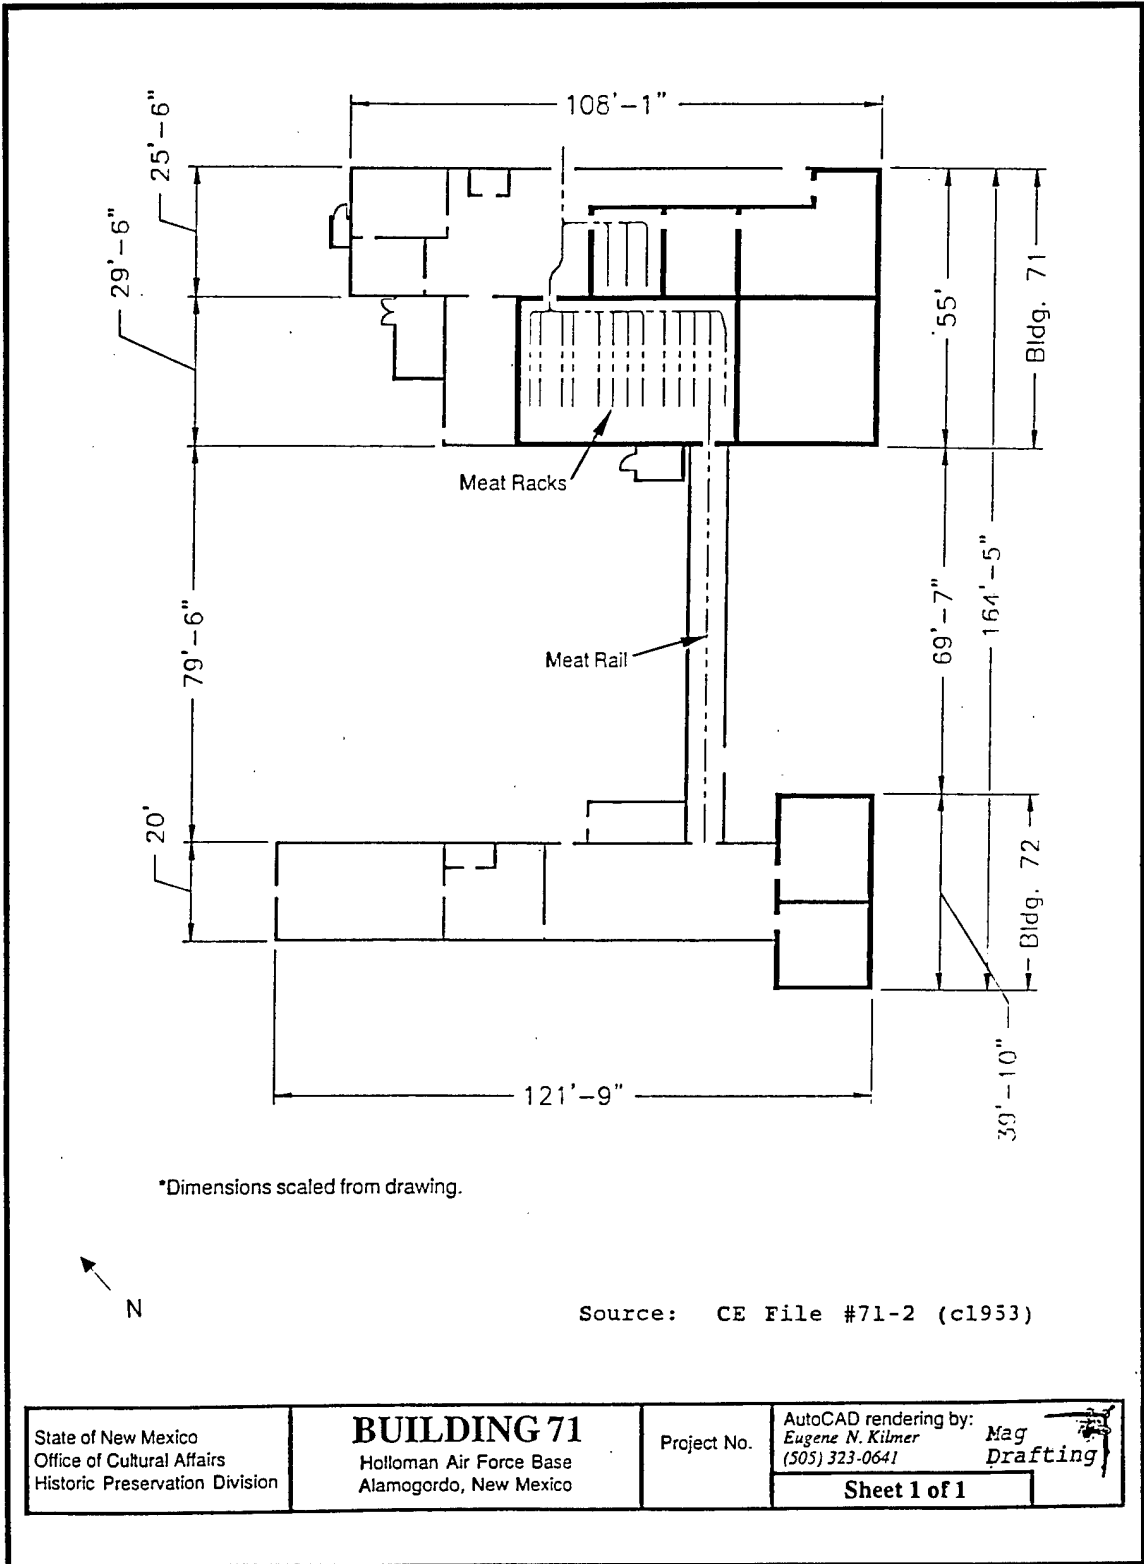 108'-1"
25'-6"
29'-6"
55'
Bldg. 71
Meat Racks
79'-6"
Meat Rail
69'-7"
164'-5"
20'
Bldg. 72
39'-10"
121'-9"
*Dimensions scaled from drawing.
N
Source: CE File #71-2 (c1953)
State of New Mexico
Office of Cultural Affairs
Historic Preservation Division
BUILDING 71
Holloman Air Force Base
Alamogordo, New Mexico
Project No.
AutoCAD rendering by:
Eugene N. Kilmer
(505) 323-0641
Mag
Drafting
Sheet 1 of 1